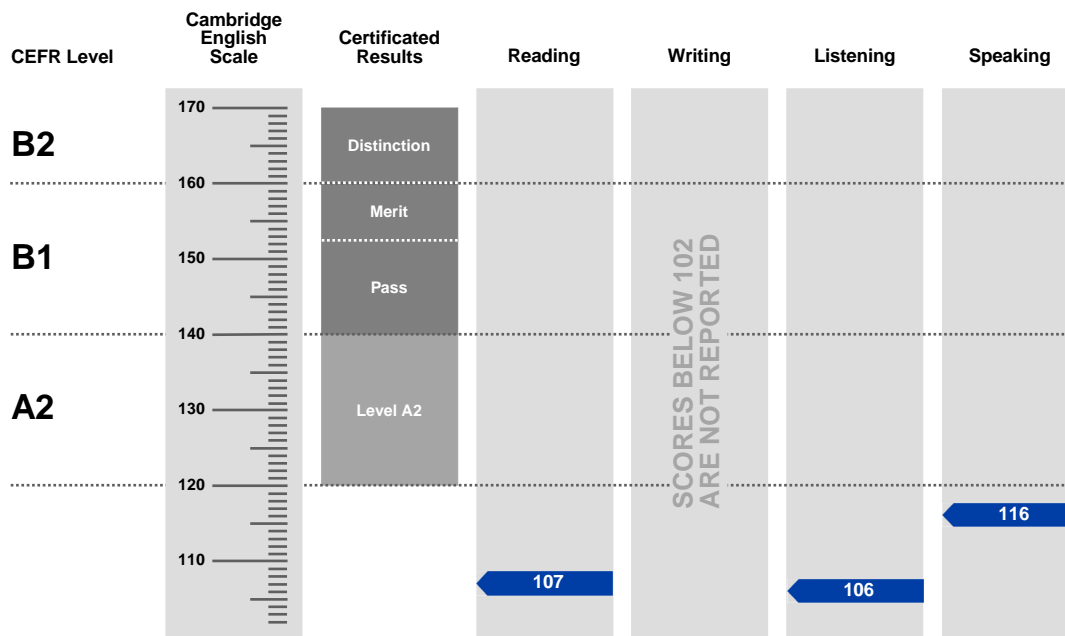 CEFR Level
Cambridge
English
Scale
Certificated
Results
Reading
Writing
Listening
Speaking
B2
B1
A2
170
160
150
140
130
120
110
Distinction
Merit
Pass
Level A2
107
SCORES BELOW 102
ARE NOT REPORTED
106
116